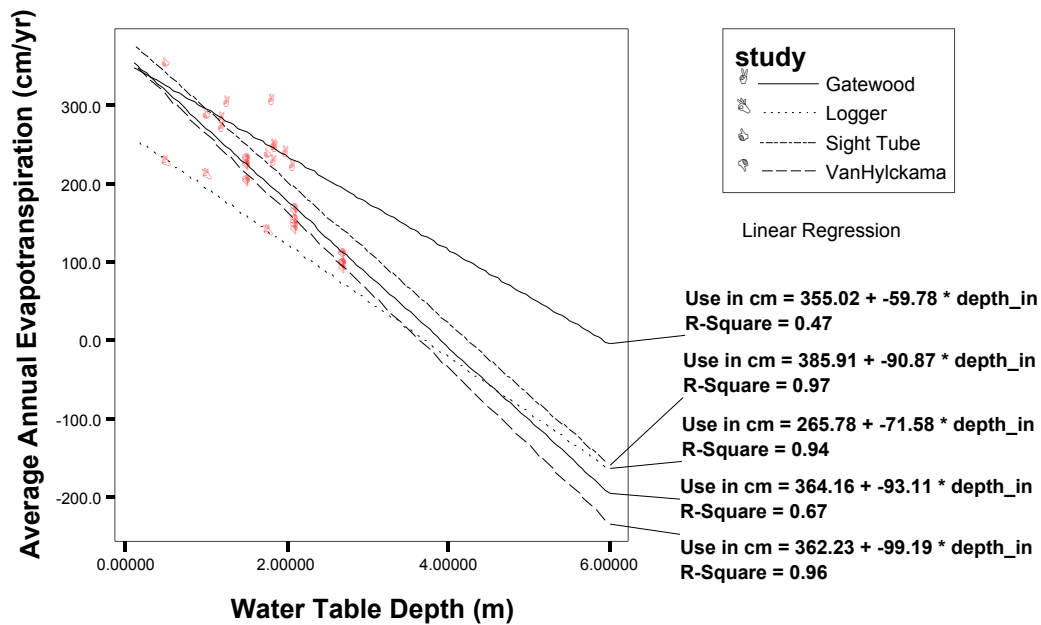 Average Annual Evapotranspiration (cm/yr)
300.0
200.0
100.0
0.0
-100.0
-200.0
0.00000
2.00000
4.00000
6.00000
Water Table Depth (m)
study
Gatewood
Logger
Sight Tube
VanHylckama
Linear Regression
Use in cm = 355.02 + -59.78 * depth_in
R-Square = 0.47
Use in cm = 385.91 + -90.87 * depth_in
R-Square = 0.97
Use in cm = 265.78 + -71.58 * depth_in
R-Square = 0.94
Use in cm = 364.16 + -93.11 * depth_in
R-Square = 0.67
Use in cm = 362.23 + -99.19 * depth_in
R-Square = 0.96